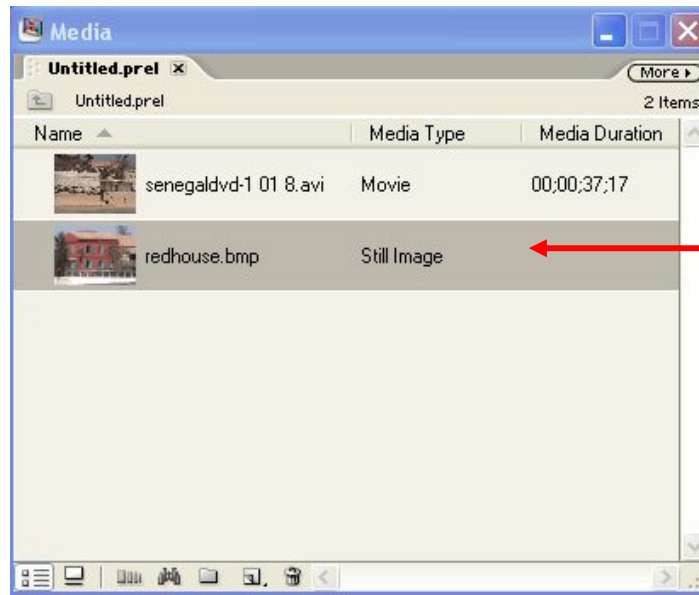 Media
Untitled.prel
More
Untitled.prel 2 Items
Name Media Type Media Duration
senegaldvd-1 01 8.avi Movie 00;00;37;17
redhouse.bmp Still Image